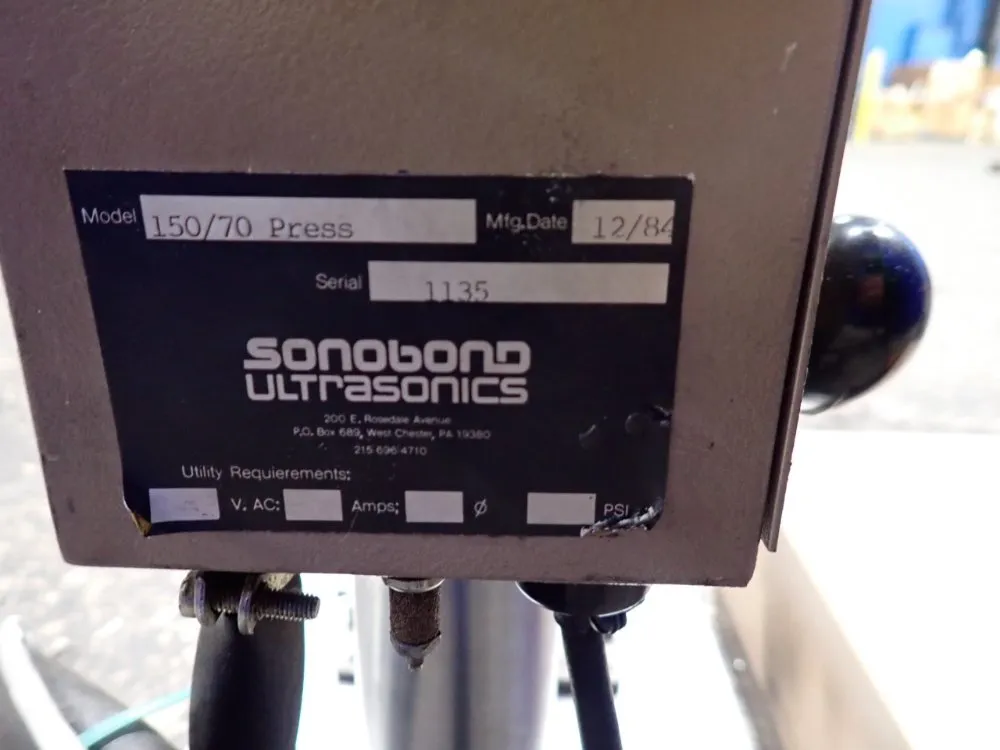 Model 150/70 Press Mfg.Date 12/84
Serial 1135
SONOBOND
ULTRASONICS
200 E. Rosedale Avenue
P.O. Box 689, West Chester, PA 19380
215 696 4710
Utility Requierements:
V. AC: Amps; Ø PSI